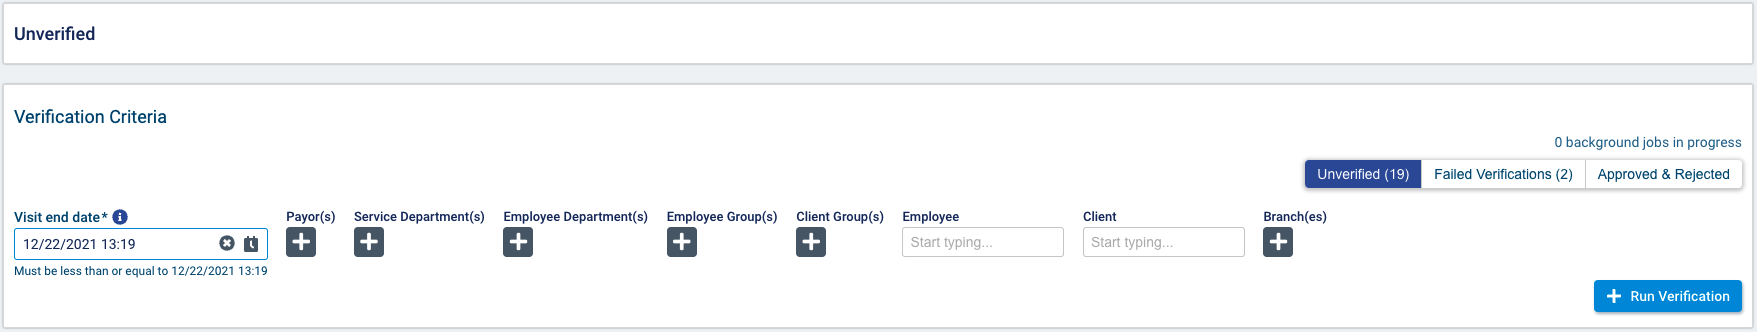 Unverified
Verification Criteria
0 background jobs in progress
Unverified (19) Failed Verifications (2) Approved & Rejected
Visit end date* Payor(s) Service Department(s) Employee Department(s) Employee Group(s) Client Group(s) Employee Client Branch(es)
12/22/2021 13:19 Start typing... Start typing...
Must be less than or equal to 12/22/2021 13:19
Run Verification